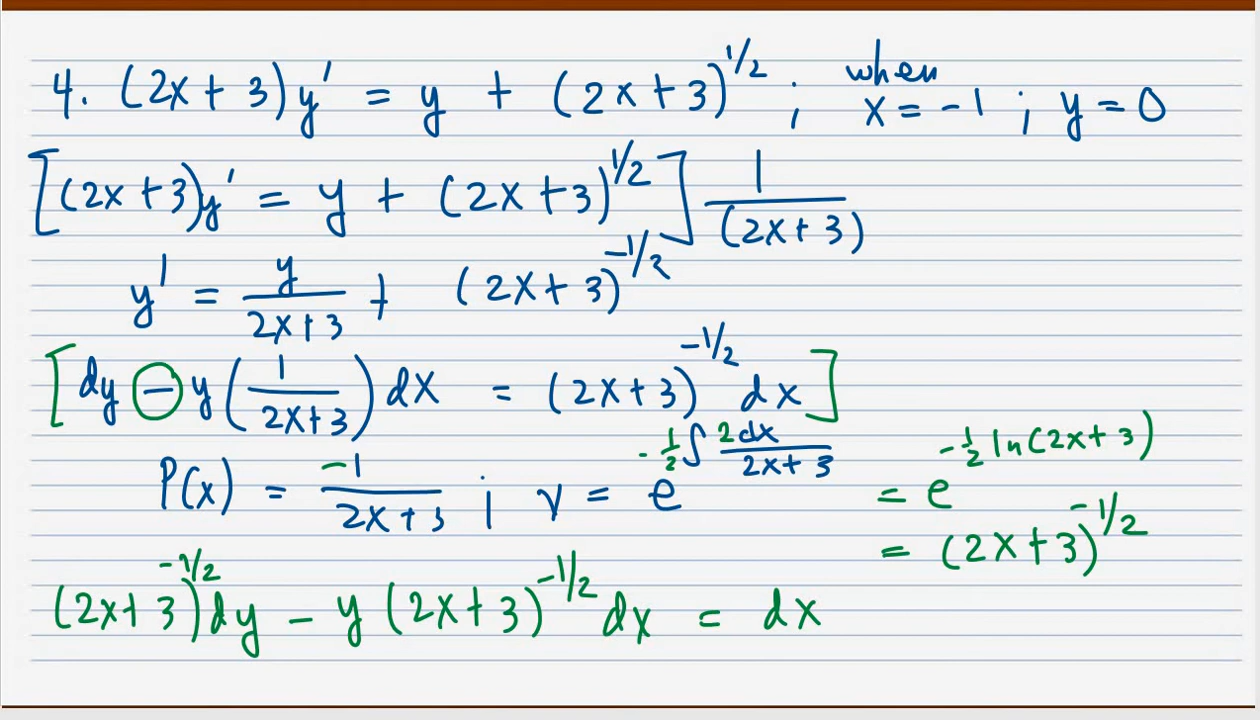 4. (2x + 3)y' = y + (2x + 3)^1/2 ; when x = -1 ; y = 0
[(2x + 3)y' = y + (2x + 3)^1/2] 1/(2x + 3)
y' = y/(2x+3) + (2x + 3)^-1/2
[dy - y(1/(2x+3))dx = (2x + 3)^-1/2 dx]
P(x) = -1/(2x + 3) ; v = e^(-1/2 ∫ 2dx/(2x + 3)) = e^(-1/2 ln(2x + 3))
= (2x + 3)^-1/2
(2x + 3)^-1/2 dy - y (2x + 3)^-1/2 dx = dx